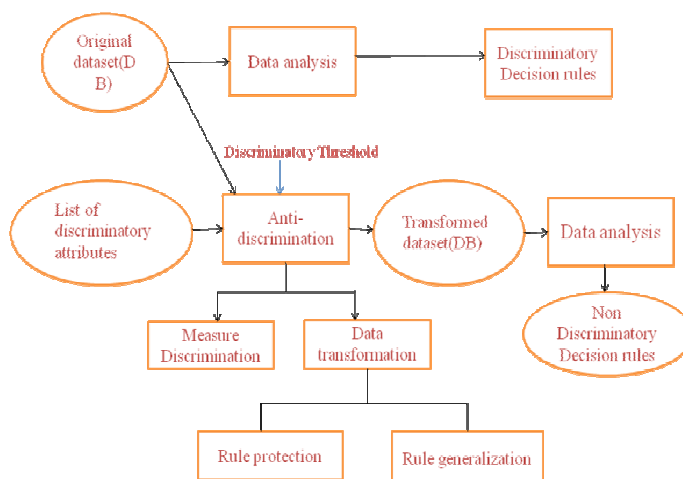 Original
dataset(D
B)
Data analysis
Discriminatory
Decision rules
Discriminatory Threshold
List of
discriminatory
attributes
Anti-
discrimination
Transformed
dataset(DB)
Data analysis
Measure
Discrimination
Data
transformation
Non
Discriminatory
Decision rules
Rule protection
Rule generalization